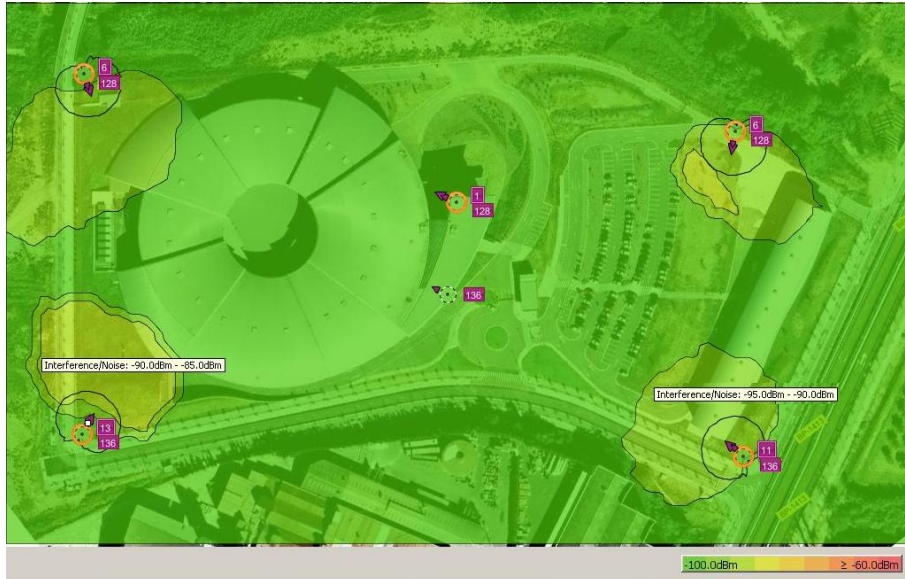 6
128
6
128
1
128
136
Interference/Noise: -90.0dBm - -85.0dBm
Interference/Noise: -95.0dBm - -90.0dBm
13
136
11
136
-100.0dBm
≥ -60.0dBm